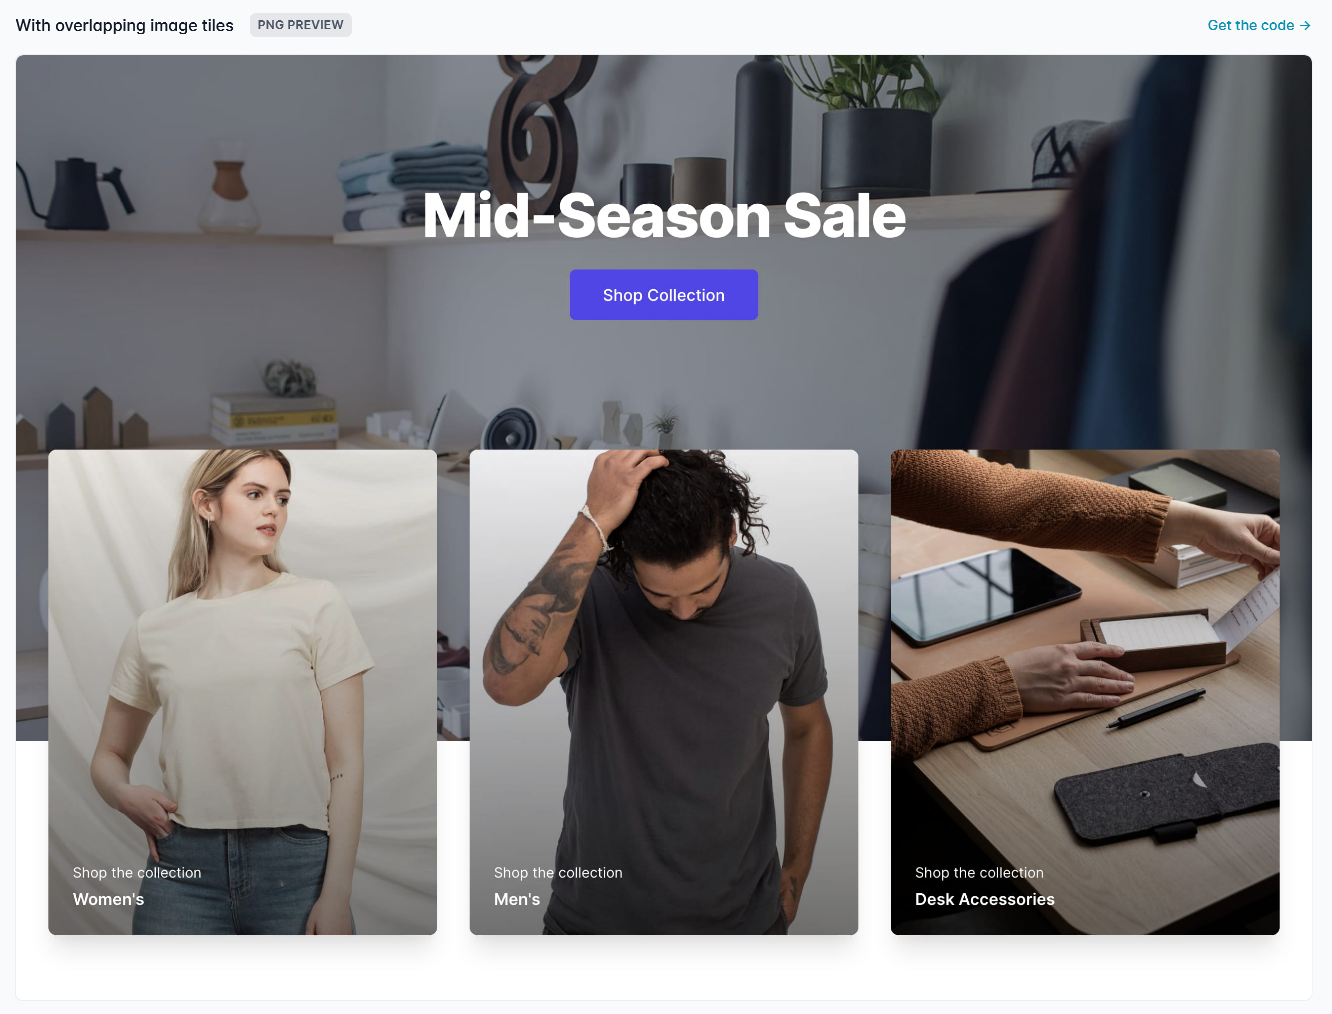 With overlapping image tiles
PNG PREVIEW
Get the code →
Mid-Season Sale
Shop Collection
Shop the collection
Women's
Shop the collection
Men's
Shop the collection
Desk Accessories